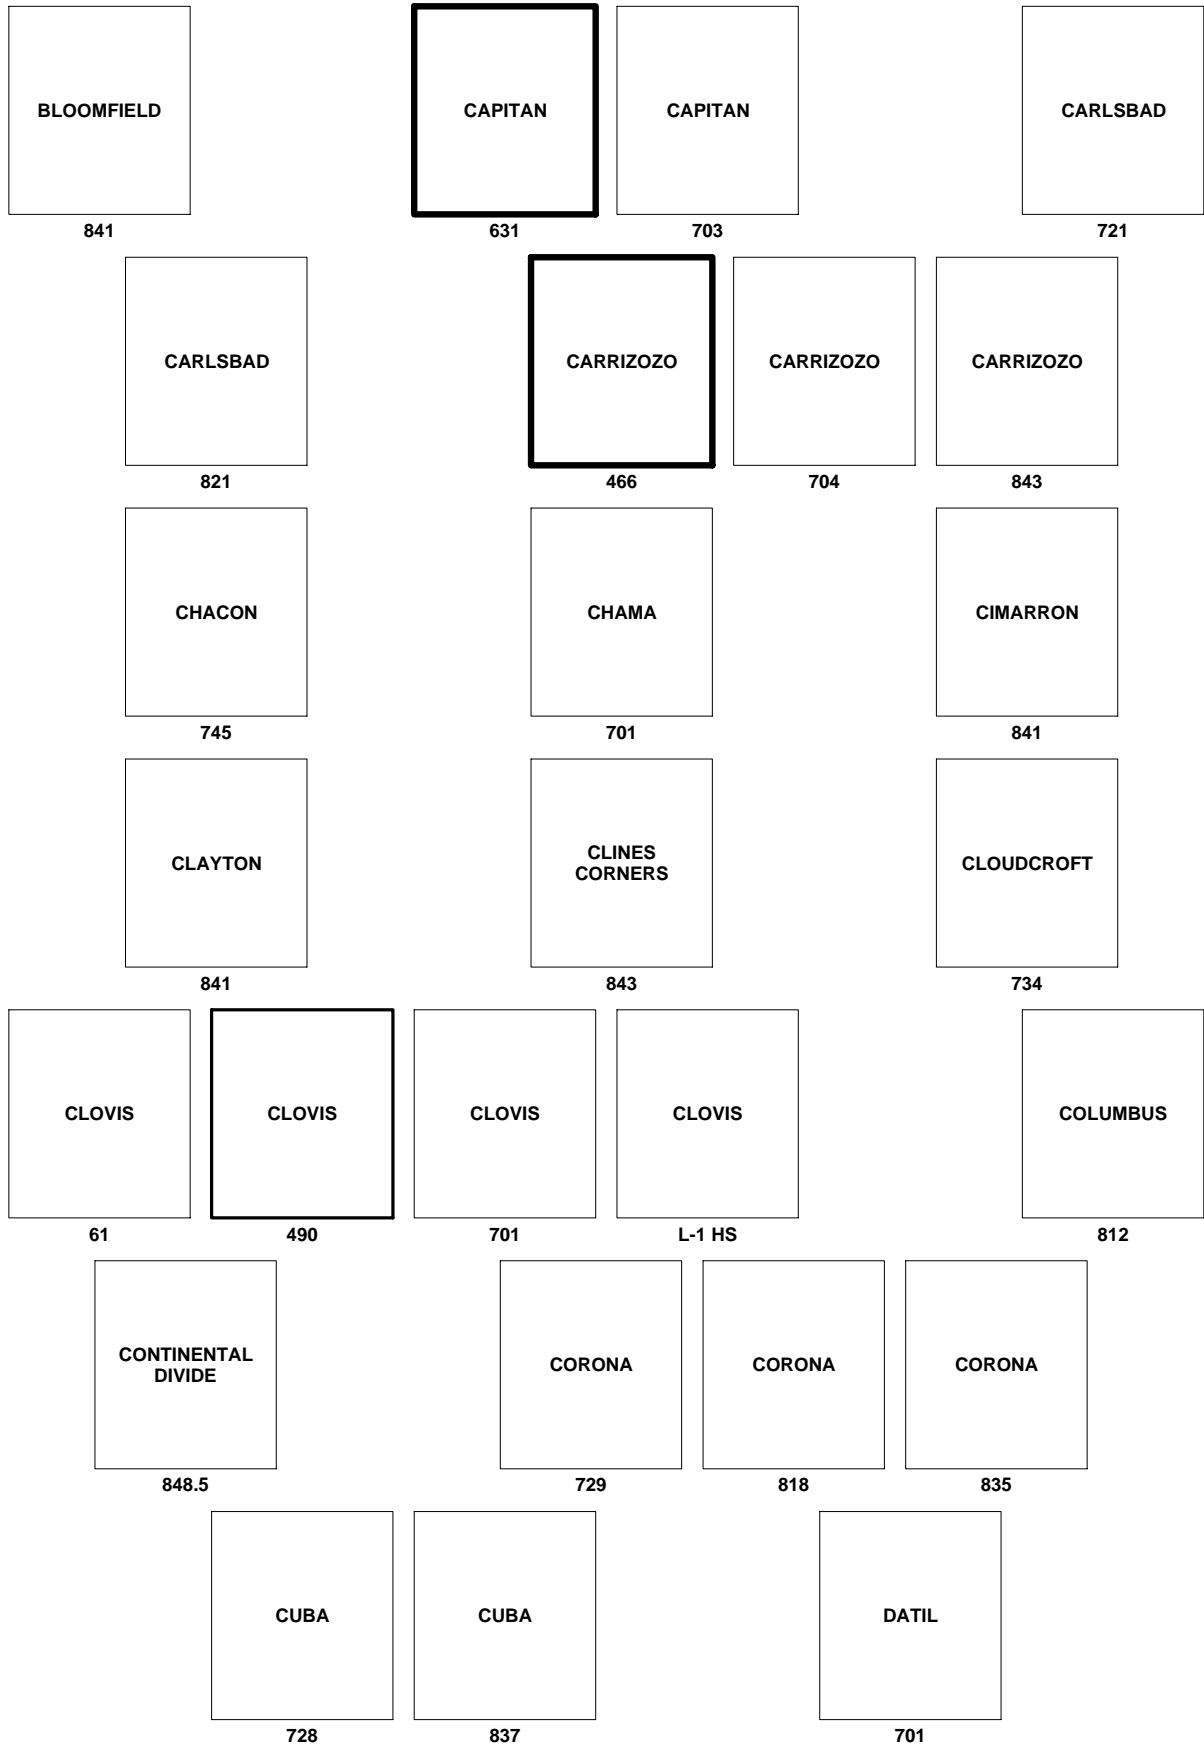 BLOOMFIELD
841
CAPITAN
631
CAPITAN
703
CARLSBAD
721
CARLSBAD
821
CARRIZOZO
466
CARRIZOZO
704
CARRIZOZO
843
CHACON
745
CHAMA
701
CIMARRON
841
CLAYTON
841
CLINES
CORNERS
843
CLOUDCROFT
734
CLOVIS
61
CLOVIS
490
CLOVIS
701
CLOVIS
L-1 HS
COLUMBUS
812
CONTINENTAL
DIVIDE
848.5
CORONA
729
CORONA
818
CORONA
835
CUBA
728
CUBA
837
DATIL
701